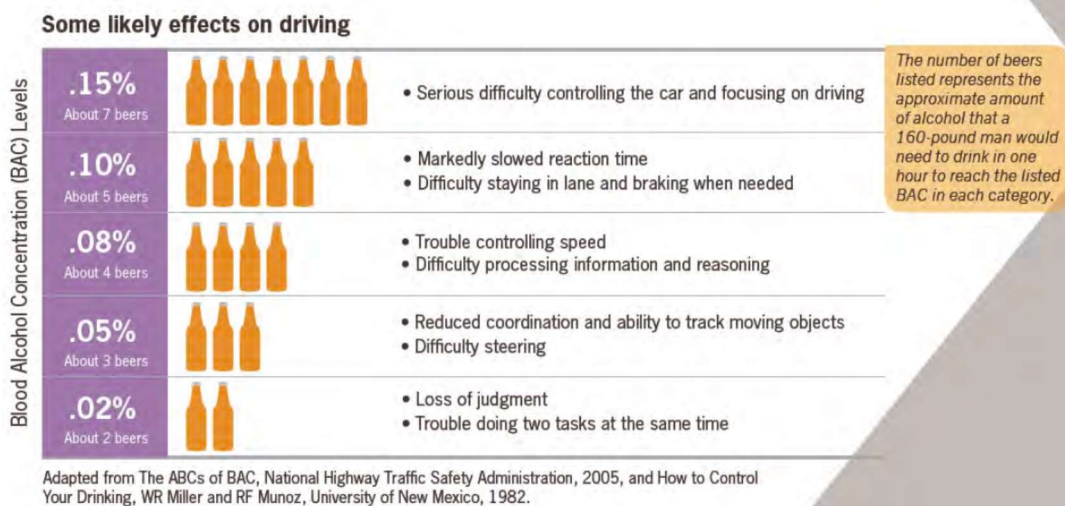 Some likely effects on driving
Blood Alcohol Concentration (BAC) Levels
.15%
About 7 beers
• Serious difficulty controlling the car and focusing on driving
.10%
About 5 beers
• Markedly slowed reaction time
• Difficulty staying in lane and braking when needed
.08%
About 4 beers
• Trouble controlling speed
• Difficulty processing information and reasoning
.05%
About 3 beers
• Reduced coordination and ability to track moving objects
• Difficulty steering
.02%
About 2 beers
• Loss of judgment
• Trouble doing two tasks at the same time
The number of beers
listed represents the
approximate amount
of alcohol that a
160-pound man would
need to drink in one
hour to reach the listed
BAC in each category.
Adapted from The ABCs of BAC, National Highway Traffic Safety Administration, 2005, and How to Control
Your Drinking, WR Miller and RF Munoz, University of New Mexico, 1982.